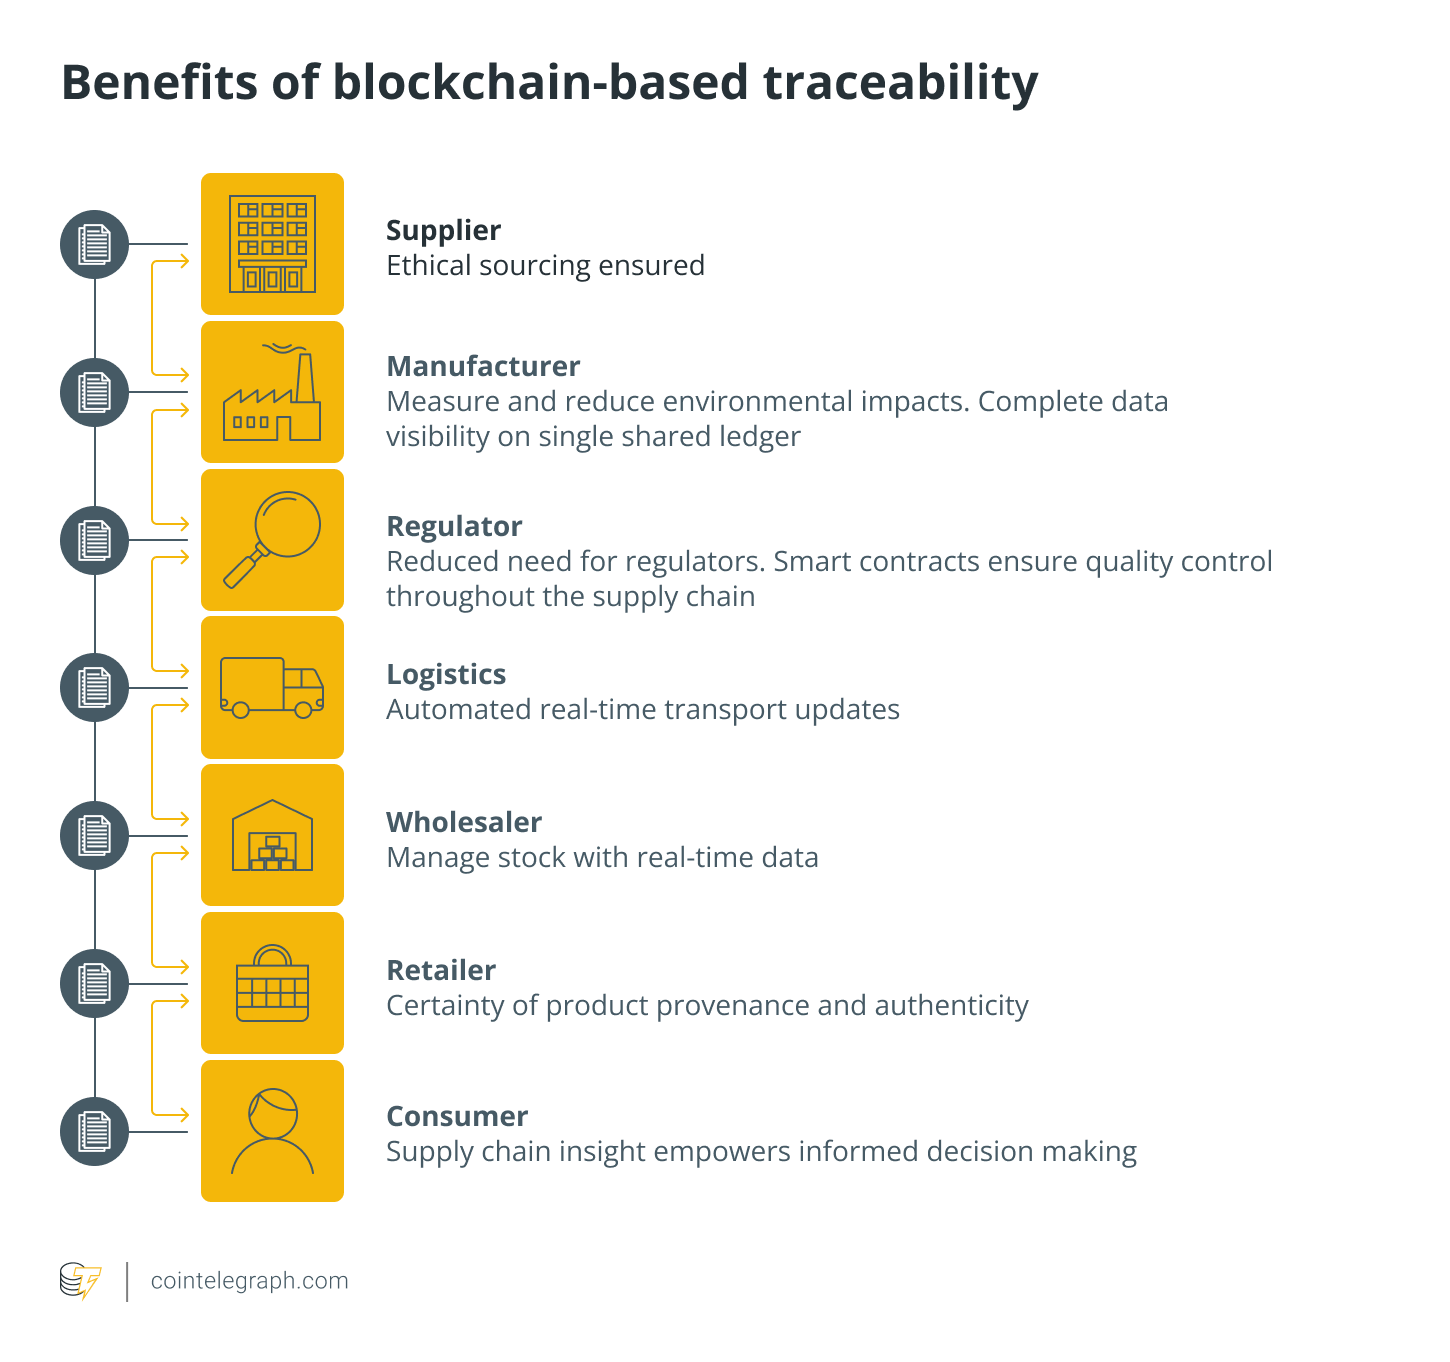 Benefits of blockchain-based traceability
Supplier
Ethical sourcing ensured
Manufacturer
Measure and reduce environmental impacts. Complete data
visibility on single shared ledger
Regulator
Reduced need for regulators. Smart contracts ensure quality control
throughout the supply chain
Logistics
Automated real-time transport updates
Wholesaler
Manage stock with real-time data
Retailer
Certainty of product provenance and authenticity
Consumer
Supply chain insight empowers informed decision making
cointelegraph.com